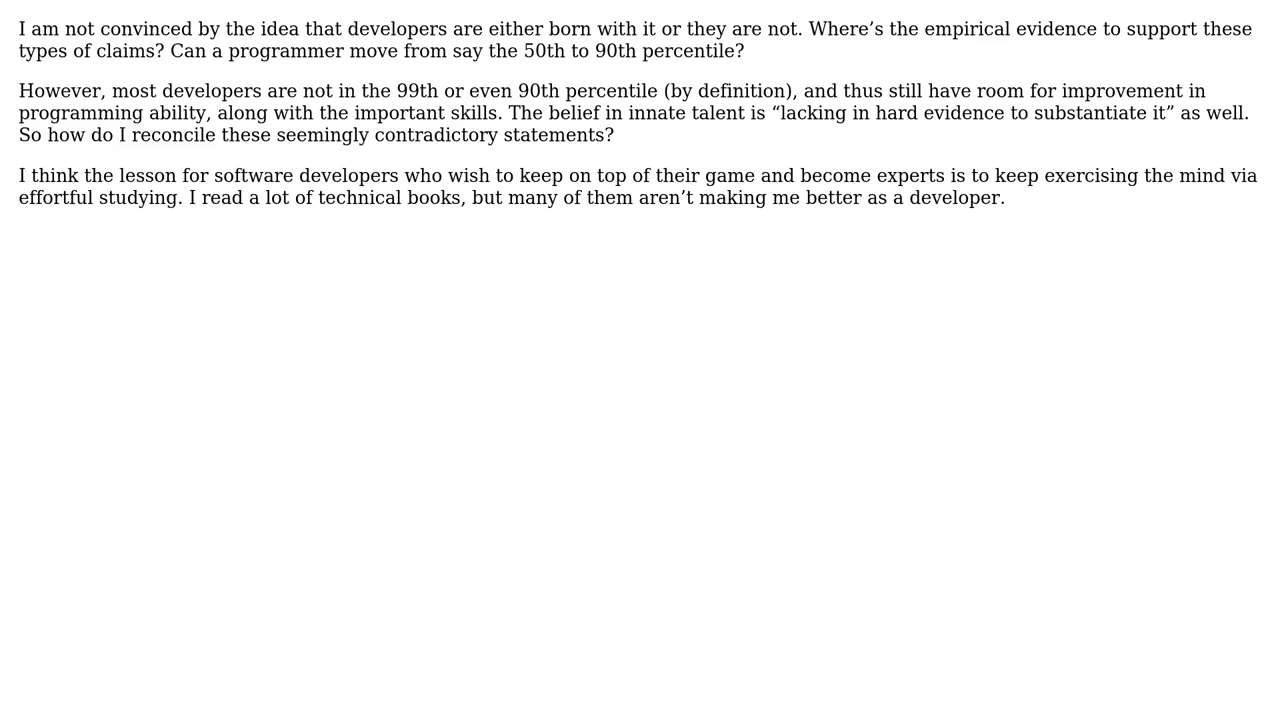 I am not convinced by the idea that developers are either born with it or they are not. Where’s the empirical evidence to support these
types of claims? Can a programmer move from say the 50th to 90th percentile?
However, most developers are not in the 99th or even 90th percentile (by definition), and thus still have room for improvement in
programming ability, along with the important skills. The belief in innate talent is “lacking in hard evidence to substantiate it” as well.
So how do I reconcile these seemingly contradictory statements?
I think the lesson for software developers who wish to keep on top of their game and become experts is to keep exercising the mind via
effortful studying. I read a lot of technical books, but many of them aren’t making me better as a developer.